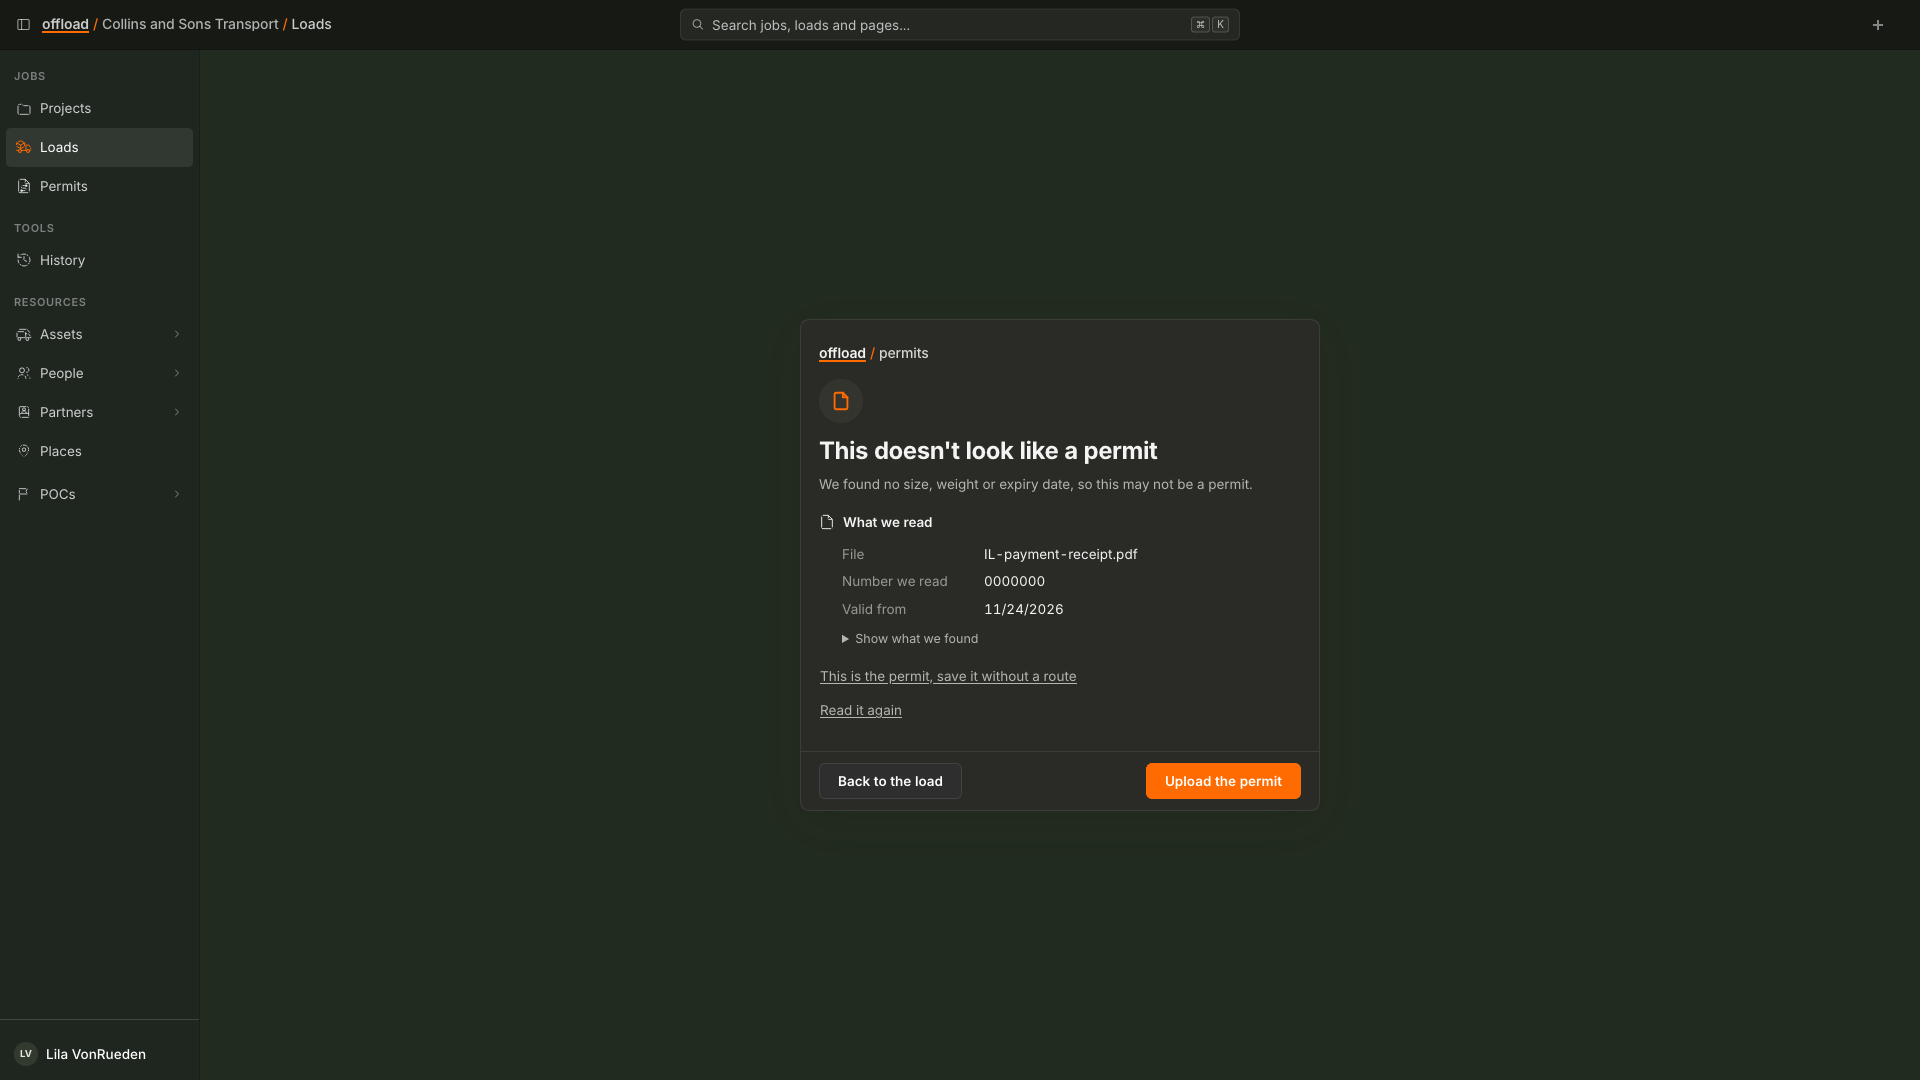 offload / Collins and Sons Transport / Loads
Search jobs, loads and pages...
⌘ K
JOBS
Projects
Loads
Permits
TOOLS
History
RESOURCES
Assets
People
Partners
Places
POCs
offload / permits
This doesn't look like a permit
We found no size, weight or expiry date, so this may not be a permit.
What we read
File IL-payment-receipt.pdf
Number we read 0000000
Valid from 11/24/2026
Show what we found
This is the permit, save it without a route
Read it again
Back to the load
Upload the permit
LV Lila VonRueden